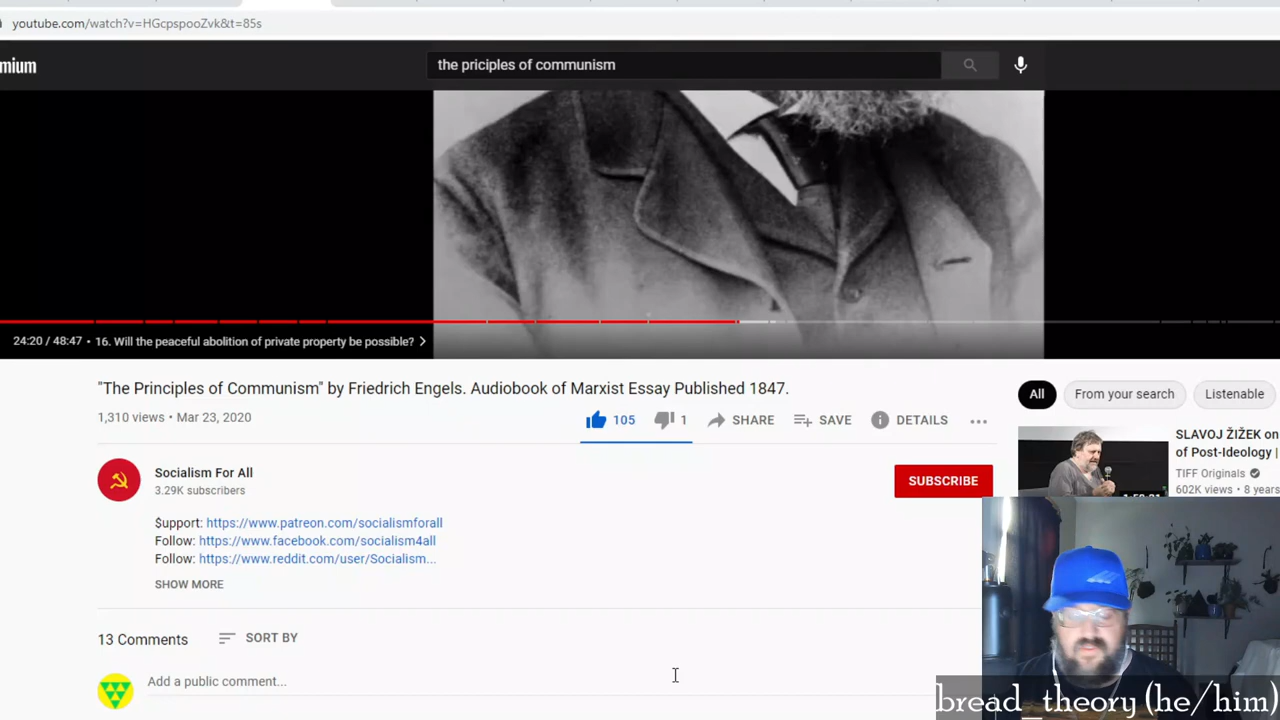 youtube.com/watch?v=HGcpspooZvk&t=85s
mium
the priciples of communism
24:20 / 48:47 • 16. Will the peaceful abolition of private property be possible?
"The Principles of Communism" by Friedrich Engels. Audiobook of Marxist Essay Published 1847.
1,310 views • Mar 23, 2020
105
1
SHARE
SAVE
DETAILS
All
From your search
Listenable
Socialism For All
3.29K subscribers
SUBSCRIBE
SLAVOJ ŽIŽEK on
of Post-Ideology |
TIFF Originals
602K views • 8 years
$upport: https://www.patreon.com/socialismforall
Follow: https://www.facebook.com/socialism4all
Follow: https://www.reddit.com/user/Socialism...
SHOW MORE
13 Comments
SORT BY
Add a public comment...
bread_theory (he/him)